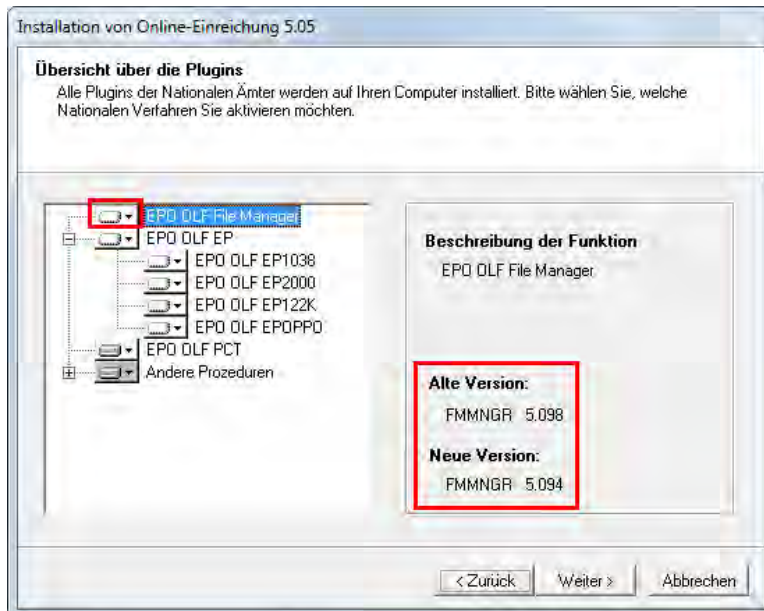 Installation von Online-Einreichung 5.05
Übersicht über die Plugins
Alle Plugins der Nationalen Ämter werden auf Ihren Computer installiert. Bitte wählen Sie, welche
Nationalen Verfahren Sie aktivieren möchten.
EPO OLF File Manager
EPO OLF EP
EPO OLF EP1038
EPO OLF EP2000
EPO OLF EP122K
EPO OLF EPOPPO
EPO OLF PCT
Andere Prozeduren
Beschreibung der Funktion
EPO OLF File Manager
Alte Version:
FMMNGR 5.098
Neue Version:
FMMNGR 5.094
< Zurück
Weiter >
Abbrechen